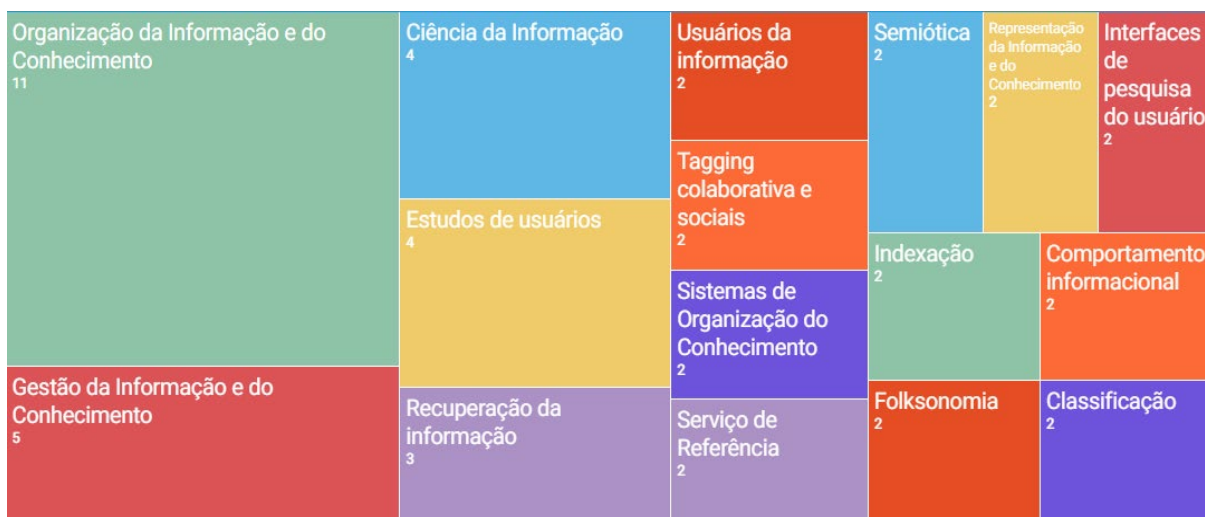 Organização da Informação e do
Conhecimento
11
Gestão da Informação e do
Conhecimento
5
Ciência da Informação
4
Estudos de usuários
4
Recuperação da
informação
3
Usuários da
informação
2
Tagging
colaborativa e
sociais
2
Sistemas de
Organização do
Conhecimento
2
Serviço de
Referência
2
Semiótica
2
Representação
da Informação
e do
Conhecimento
2
Interfaces
de
pesquisa
do usuário
2
Indexação
2
Comportamento
informacional
2
Folksonomia
2
Classificação
2